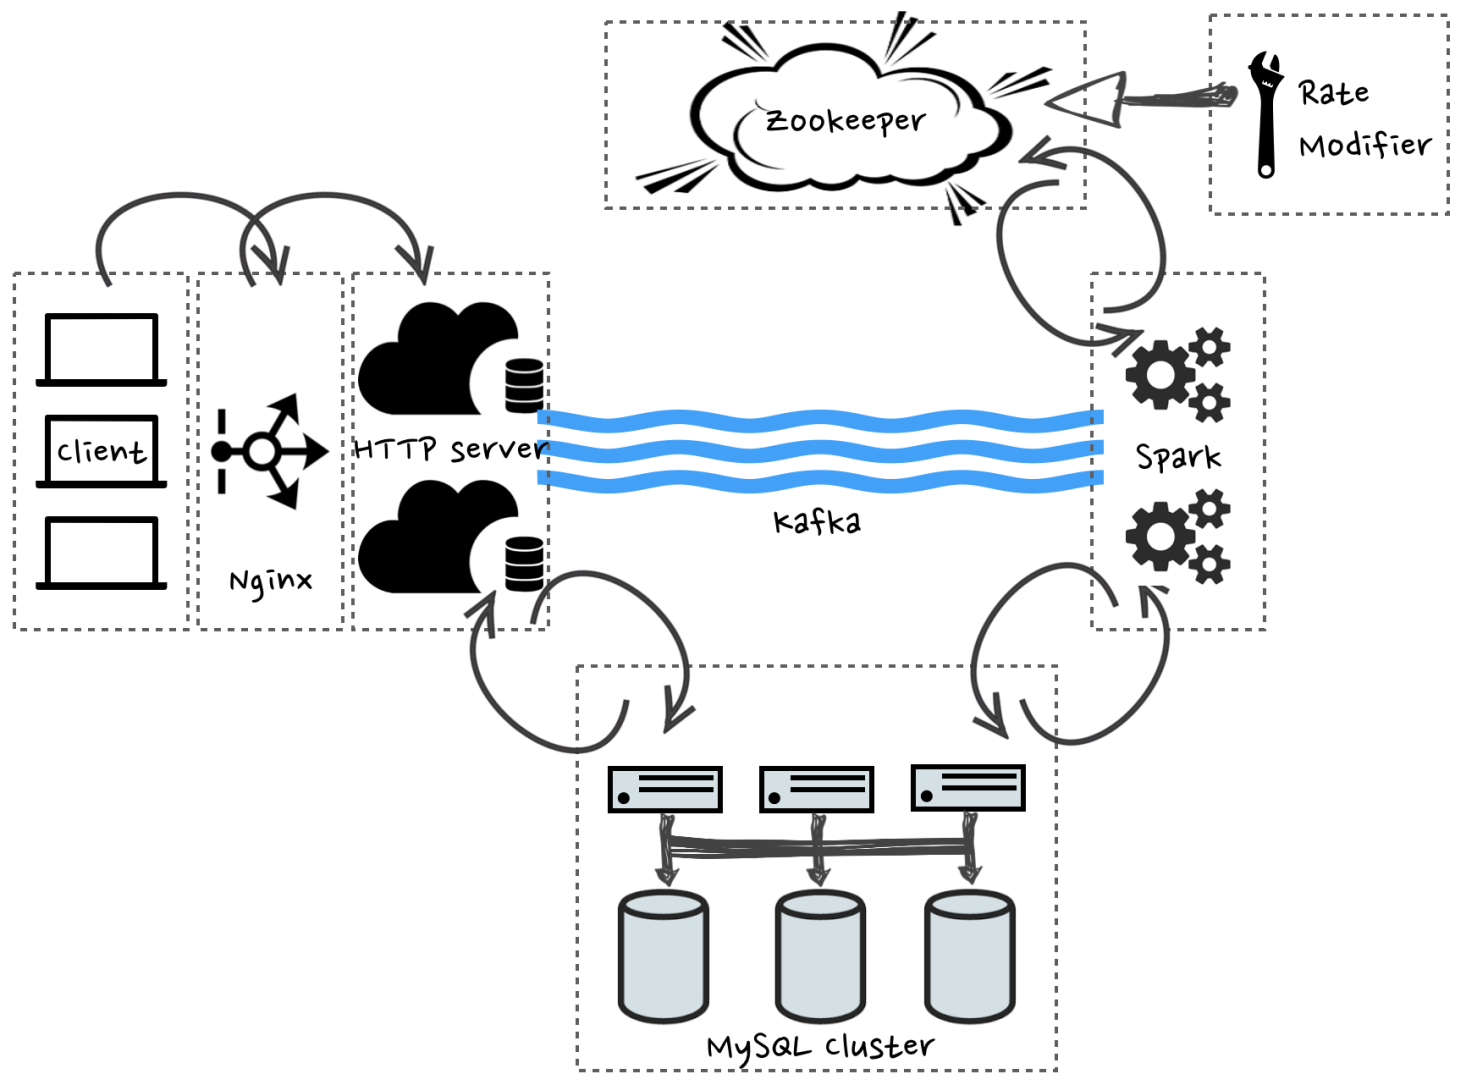 Zookeeper
Rate
Modifier
Client
HTTP server
Spark
Kafka
Nginx
MySQL Cluster